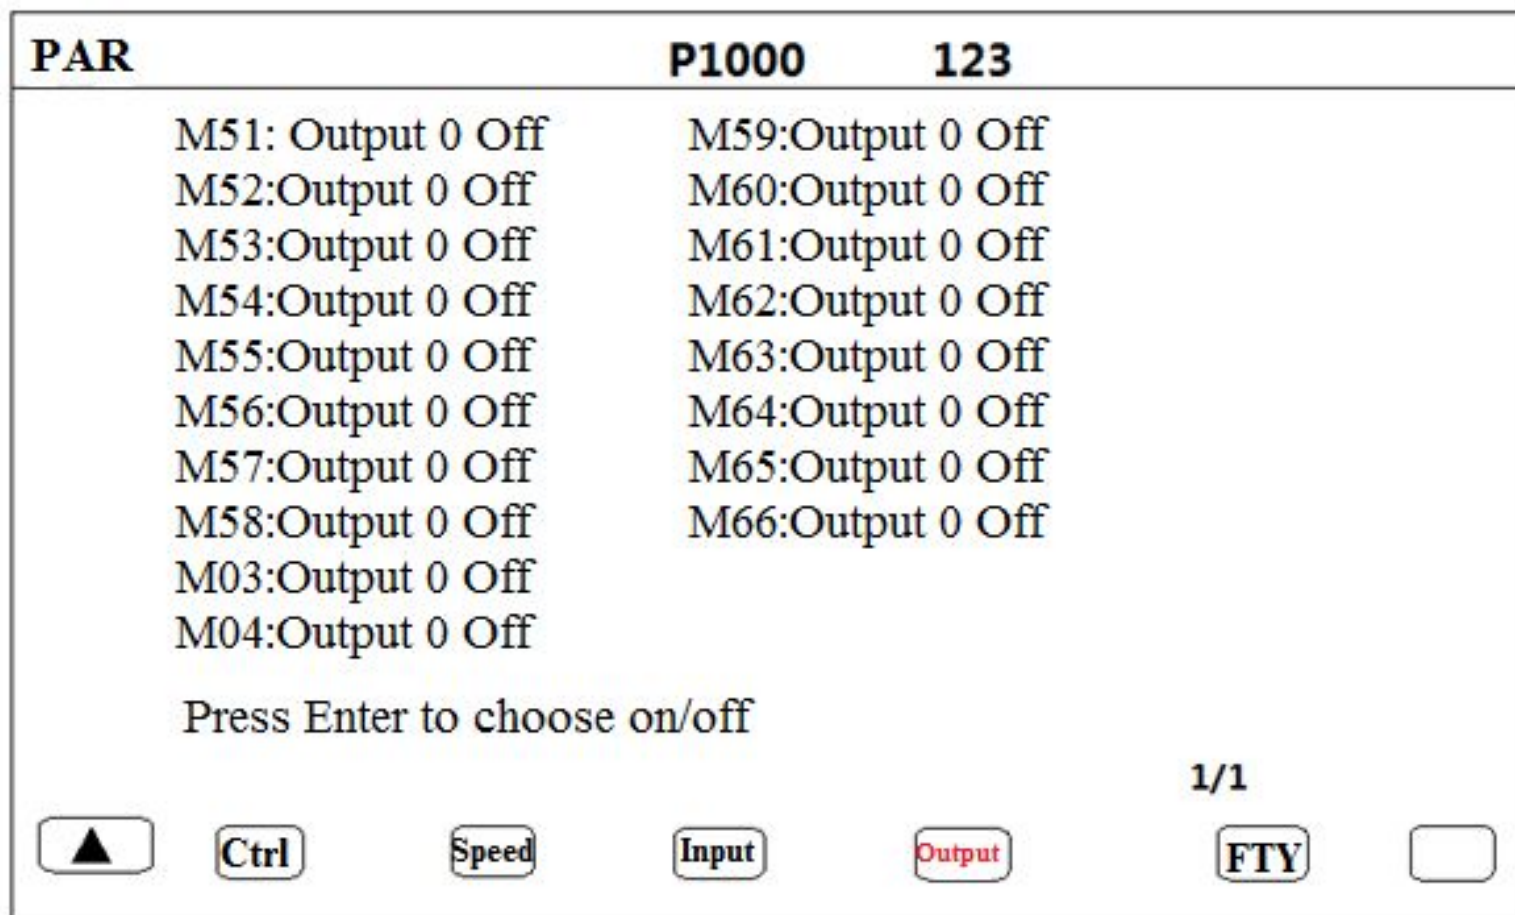 PAR P1000 123
M51: Output 0 Off M59:Output 0 Off
M52:Output 0 Off M60:Output 0 Off
M53:Output 0 Off M61:Output 0 Off
M54:Output 0 Off M62:Output 0 Off
M55:Output 0 Off M63:Output 0 Off
M56:Output 0 Off M64:Output 0 Off
M57:Output 0 Off M65:Output 0 Off
M58:Output 0 Off M66:Output 0 Off
M03:Output 0 Off
M04:Output 0 Off
Press Enter to choose on/off
1/1
▲ Ctrl Speed Input Output FTY